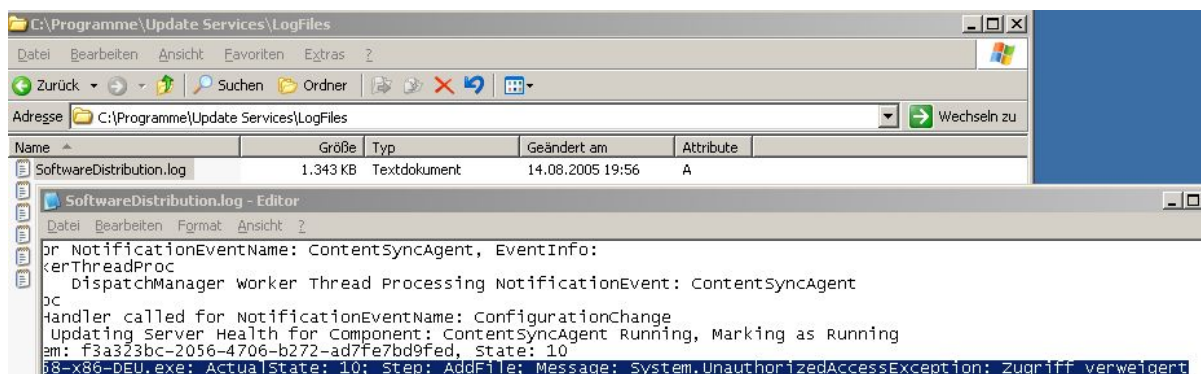 C:\Programme\Update Services\LogFiles
Datei Bearbeiten Ansicht Favoriten Extras ?
Zurück Suchen Ordner
Adresse C:\Programme\Update Services\LogFiles Wechseln zu
Name Größe Typ Geändert am Attribute
SoftwareDistribution.log 1.343 KB Textdokument 14.08.2005 19:56 A
SoftwareDistribution.log - Editor
Datei Bearbeiten Format Ansicht ?
or NotificationEventName: ContentSyncAgent, EventInfo:
kerThreadProc
DispatchManager Worker Thread Processing NotificationEvent: ContentSyncAgent
oc
Handler called for NotificationEventName: ConfigurationChange
Updating Server Health for Component: ContentSyncAgent Running, Marking as Running
em: f3a323bc-2056-4706-b272-ad7fe7bd9fed, State: 10
58-x86-DEU.exe; ActualState: 10; Step: AddFile; Message: System.UnauthorizedAccessException: Zugriff verweigert